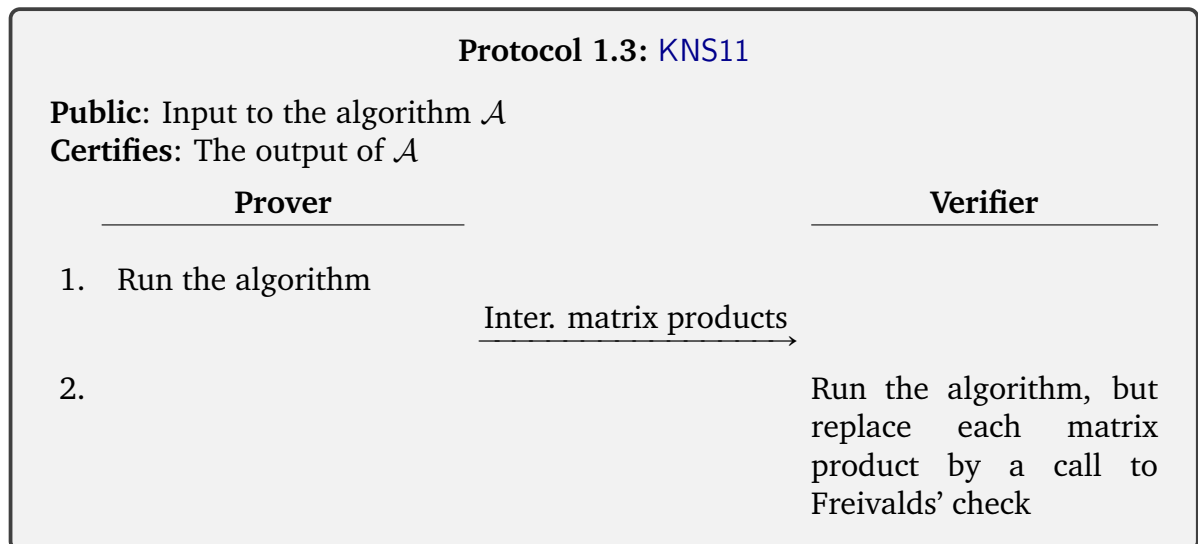 Protocol 1.3: KNS11
Public: Input to the algorithm 𝒜
Certifies: The output of 𝒜
Prover Verifier
1. Run the algorithm
Inter. matrix products
2. Run the algorithm, but
replace each matrix
product by a call to
Freivalds’ check